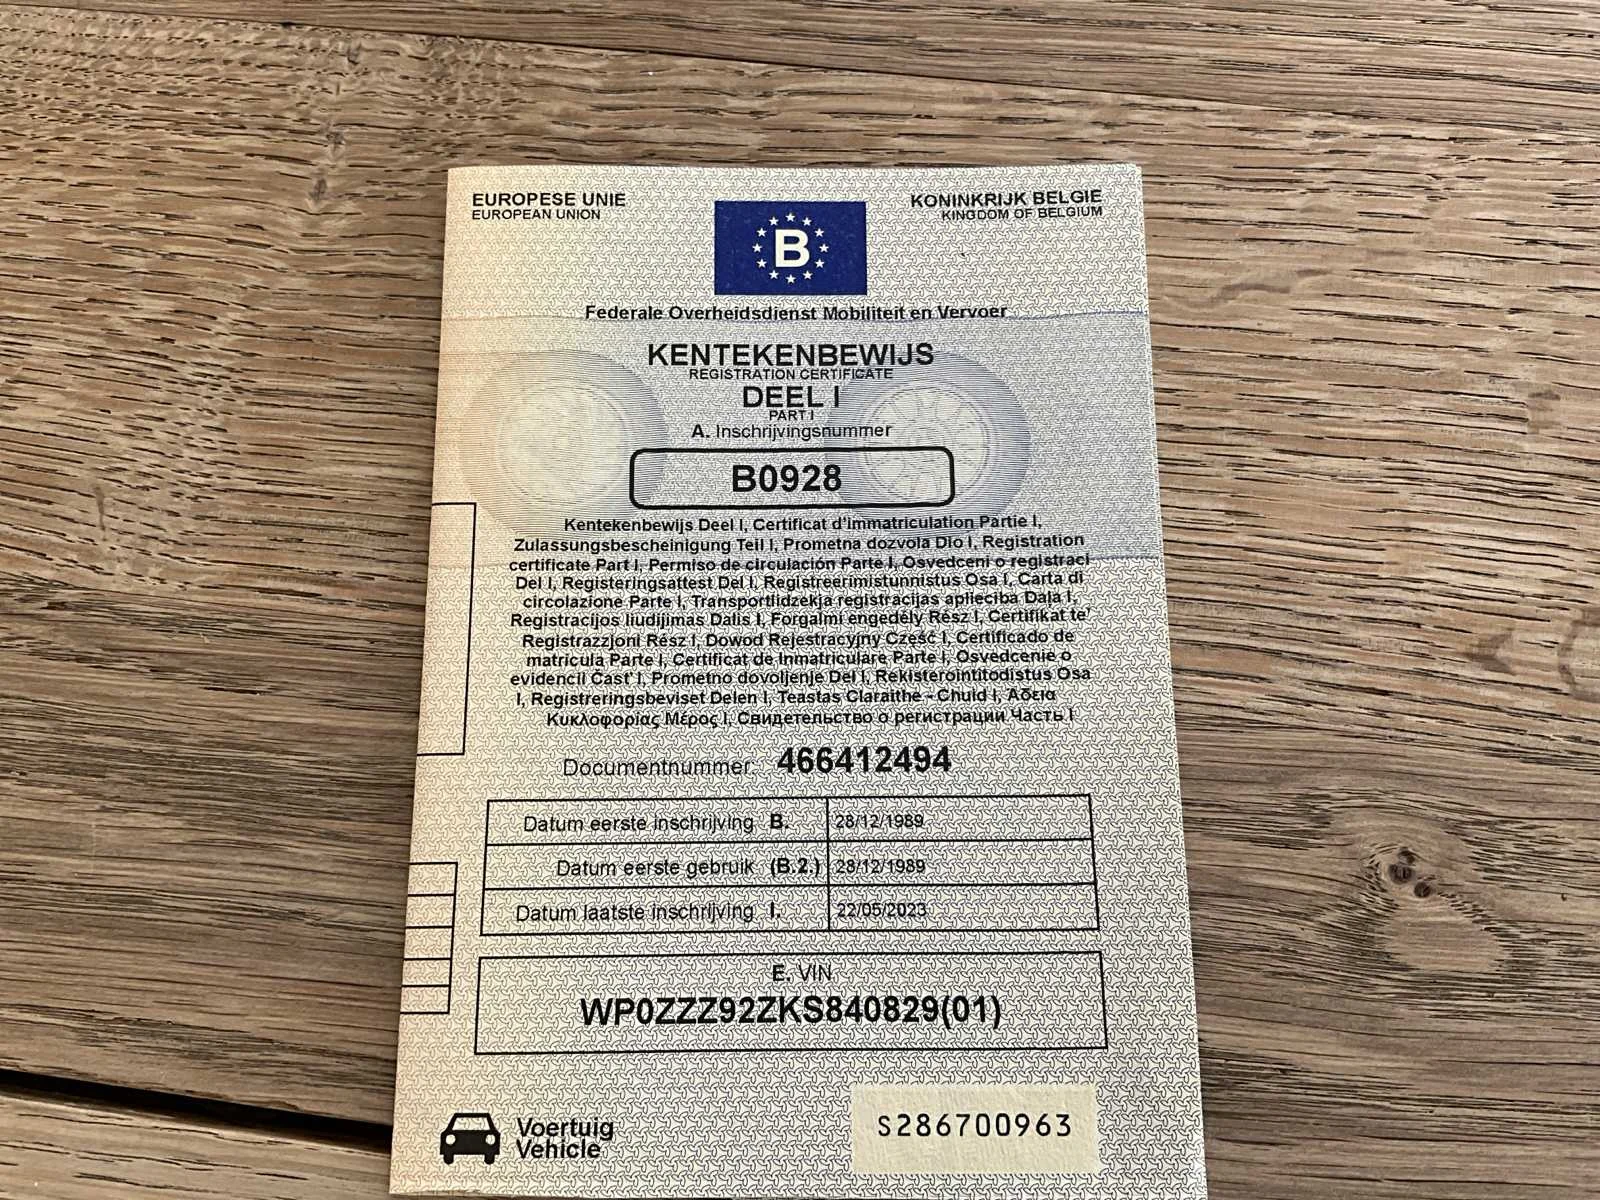 EUROPESE UNIE
EUROPEAN UNION
KONINKRIJK BELGIE
KINGDOM OF BELGIUM
B
Federale Overheidsdienst Mobiliteit en Vervoer
KENTEKENBEWIJS
REGISTRATION CERTIFICATE
DEEL I
PART I
A. Inschrijvingsnummer
B0928
Kentekenbewijs Deel I, Certificat d'immatriculation Partie I,
Zulassungsbescheinigung Teil I, Prometna dozvola Dio I, Registration
certificate Part I, Permiso de circulación Parte I, Osvedceni o registraci
Del I, Registeringsattest Del I, Registreerimistunnistus Osa I, Carta di
circolazione Parte I, Transportlidzekja registracijas aplieciba Daļa I,
Registracijos liudijimas Dalis I, Forgalmi engedély Rész I, Certifikat te'
Registrazzjoni Rész I, Dowod Rejestracyjny Cześć I, Certificado de
matrícula Parte I, Certificat de Inmatriculare Parte I, Osvedcenie o
evidencii Čast' I, Prometno dovoljenje Del I, Rekisterointitodistus Osa
I, Registreringsbeviset Delen I, Teastas Claraithe - Chuid I, Αδεια
Κυκλοφορίας Μέρος I, Свидетельство о регистрации Часть I
Documentnummer: 466412494
Datum eerste inschrijving B. 28/12/1989
Datum eerste gebruik (B.2.) 28/12/1989
Datum laatste inschrijving I. 22/05/2023
E. VIN
WP0ZZZ92ZKS840829(01)
Voertuig
Vehicle
S286700963